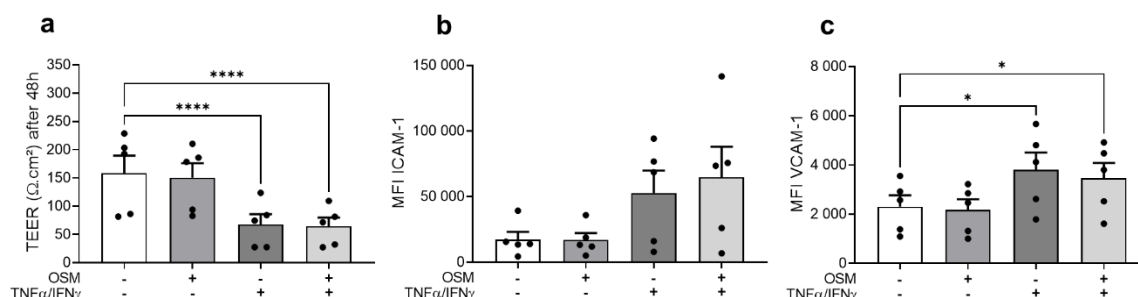 a
TEER (Ω.cm²) after 48h
350
300
250
200
150
100
50
0
****
****
OSM - + - +
TNFα/IFNγ - - + +
b
MFI ICAM-1
150 000
100 000
50 000
0
OSM - + - +
TNFα/IFNγ - - + +
c
MFI VCAM-1
8 000
6 000
4 000
2 000
0
*
*
OSM - + - +
TNFα/IFNγ - - + +